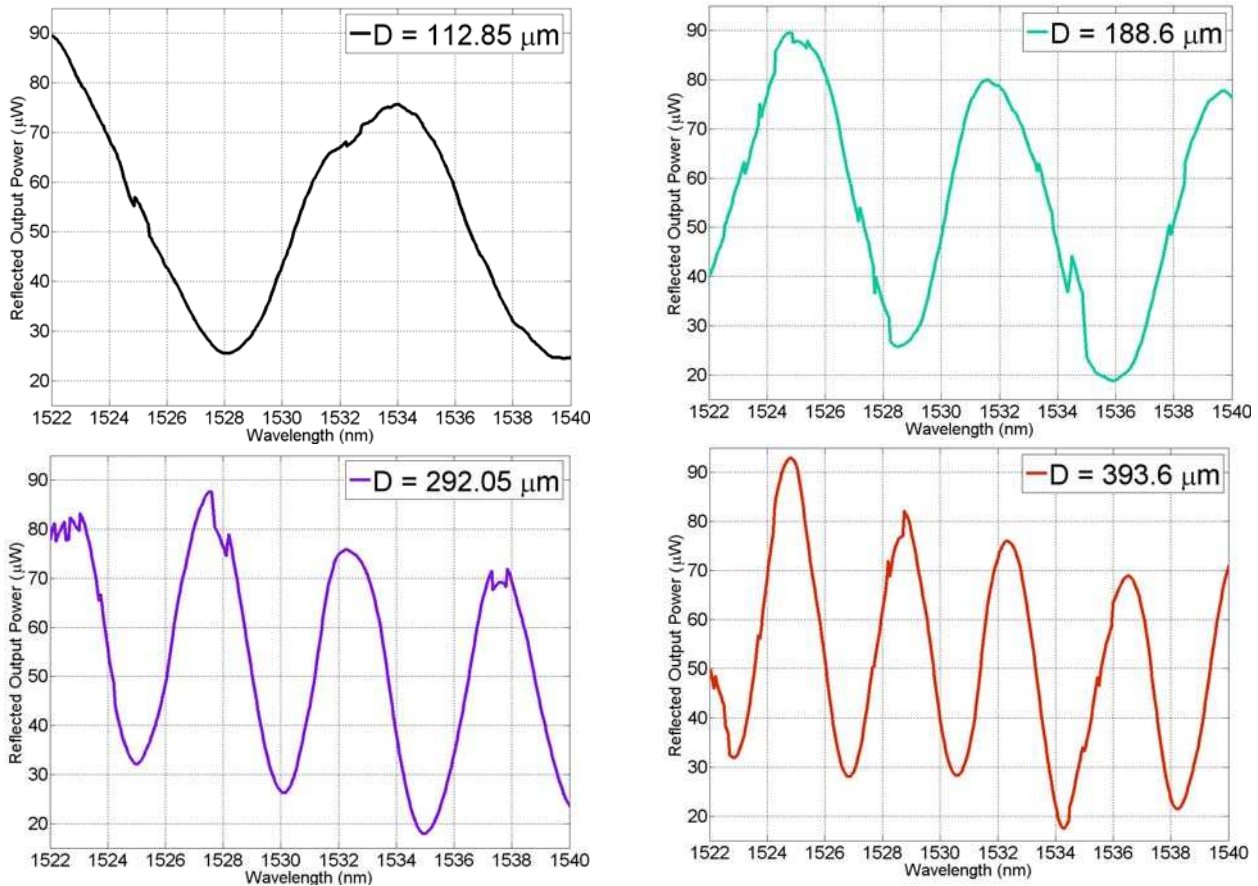 D = 112.85 μm
Reflected Output Power (μW)
90
80
70
60
50
40
30
20
1522 1524 1526 1528 1530 1532 1534 1536 1538 1540
Wavelength (nm)
D = 188.6 μm
Reflected Output Power (μW)
90
80
70
60
50
40
30
20
1522 1524 1526 1528 1530 1532 1534 1536 1538 1540
Wavelength (nm)
D = 292.05 μm
Reflected Output Power (μW)
90
80
70
60
50
40
30
20
1522 1524 1526 1528 1530 1532 1534 1536 1538 1540
Wavelength (nm)
D = 393.6 μm
Reflected Output Power (μW)
90
80
70
60
50
40
30
20
1522 1524 1526 1528 1530 1532 1534 1536 1538 1540
Wavelength (nm)